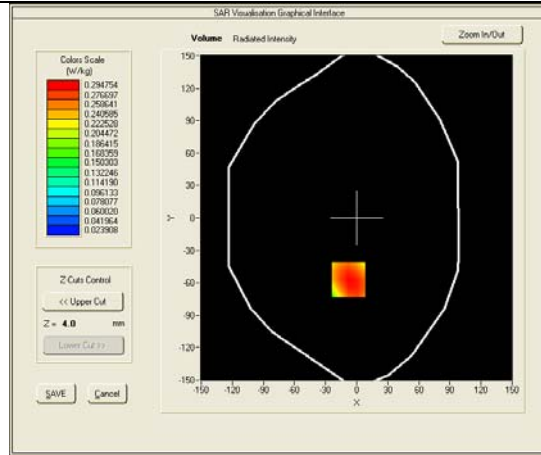 SAR Visualisation Graphical Interface
Volume Radiated Intensity
Zoom In/Out
Colors Scale
(W/kg)
0.294754
0.276697
0.258641
0.240585
0.222528
0.204472
0.186415
0.168359
0.150303
0.132246
0.114190
0.096133
0.078077
0.060020
0.041964
0.023908
Z-Cuts Control
<< Upper Cut
Z = 4.0 mm
Lower Cut >>
SAVE
Cancel
150
120
90
60
30
0
-30
-60
-90
-120
-150
Y
-150 -120 -90 -60 -30 0 30 60 90 120 150
X